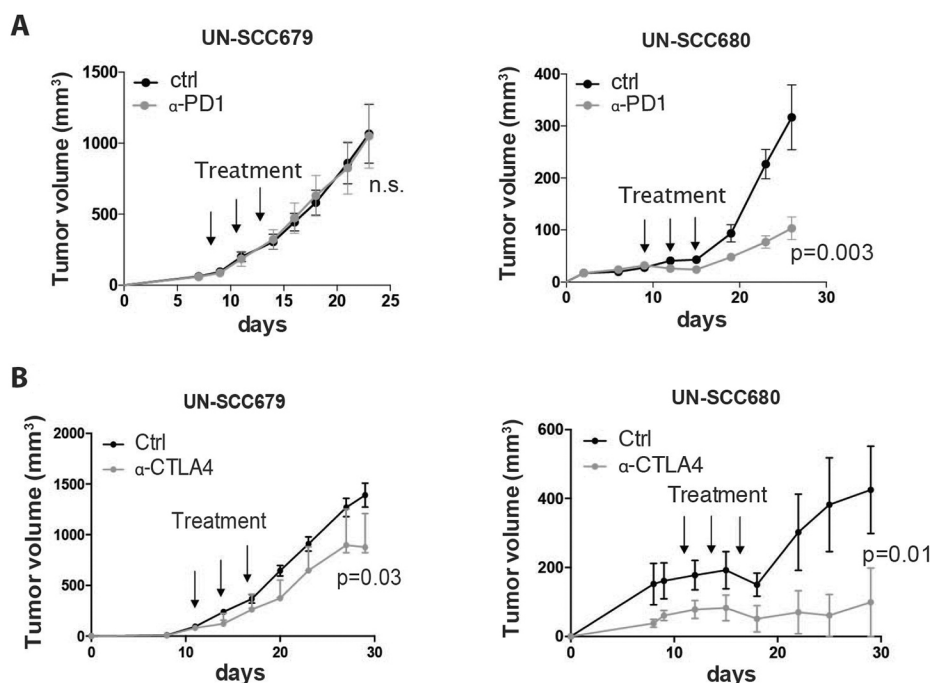 A
UN-SCC679
Tumor volume (mm³)
1500
1000
500
0
ctrl
α-PD1
Treatment
n.s.
0 5 10 15 20 25
days
UN-SCC680
Tumor volume (mm³)
400
300
200
100
0
ctrl
α-PD1
Treatment
p=0.003
0 10 20 30
days
B
UN-SCC679
Tumor volume (mm³)
2000
1500
1000
500
0
Ctrl
α-CTLA4
Treatment
p=0.03
0 10 20 30
days
UN-SCC680
Tumor volume (mm³)
600
400
200
0
Ctrl
α-CTLA4
Treatment
p=0.01
0 10 20 30
days